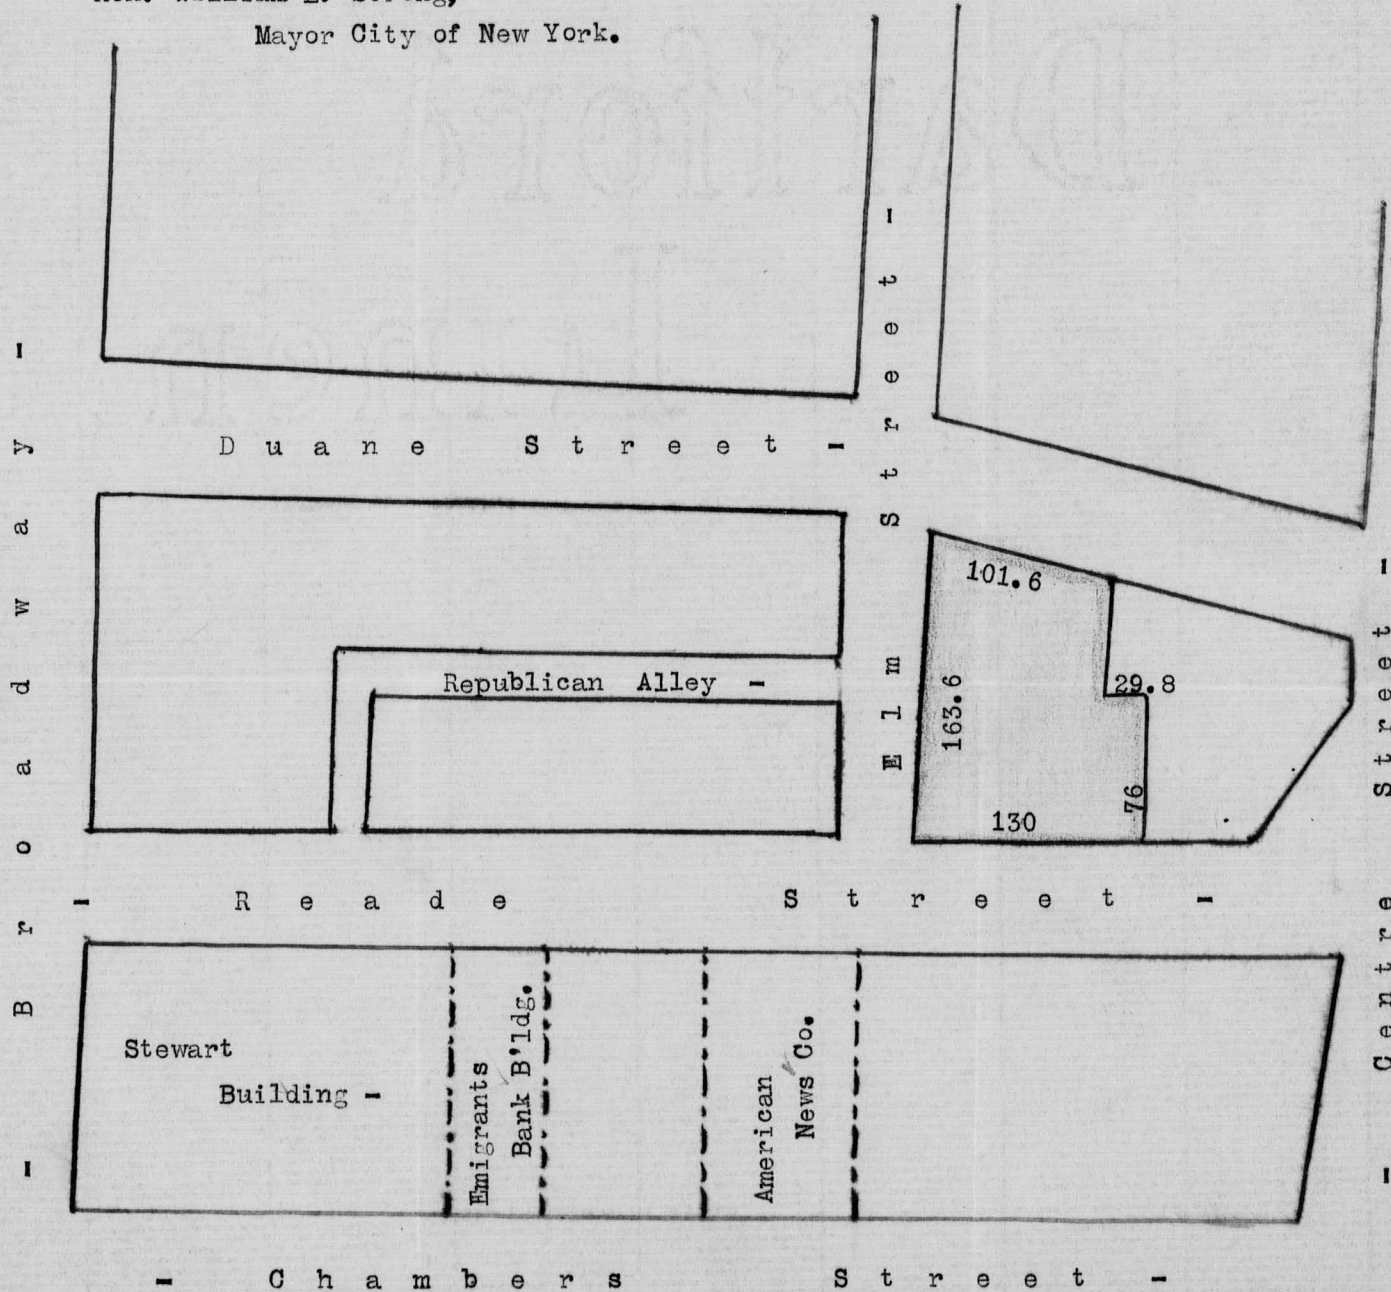 Mayor City of New York.
Broadway -
Duane Street -
Elm Street -
Republican Alley -
101.6
29.8
163.6
76
130
- Reade Street -
- Centre Street -
Stewart
Building -
Emigrants
Bank B'ldg.
American
News Co.
- Chambers Street -